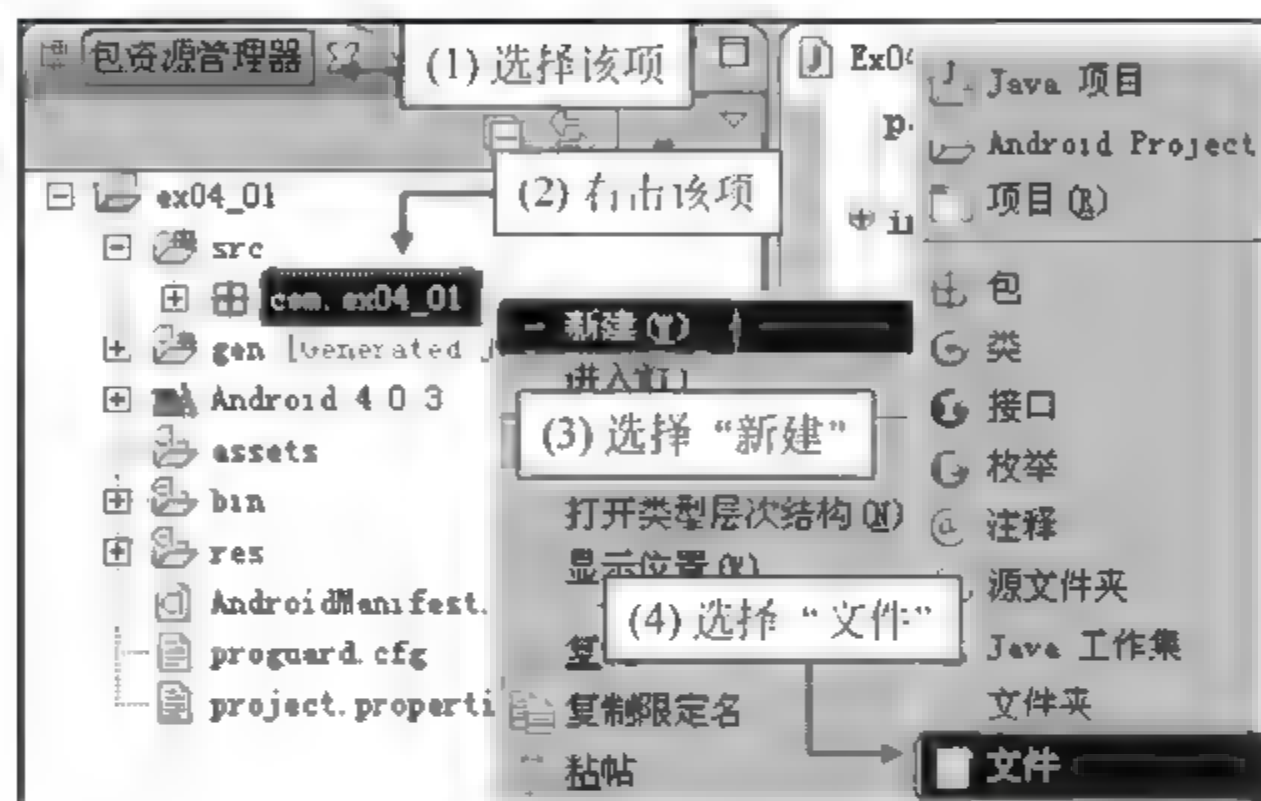 包资源管理器
(1) 选择该项
(2) 右击该项
ex04_01
src
com.ex04_01
gen [Generated
Android 4 0 3
assets
bin
res
AndroidManifest.
proguard.cfg
project.properti
新建
(3) 选择“新建”
打开类型层次结构
显示位置
(4) 选择“文件”
复制限定名
粘帖
Ex04
p.
Java 项目
Android Project
项目(R)
包
类
接口
枚举
注释
源文件夹
Java 工作集
文件夹
文件